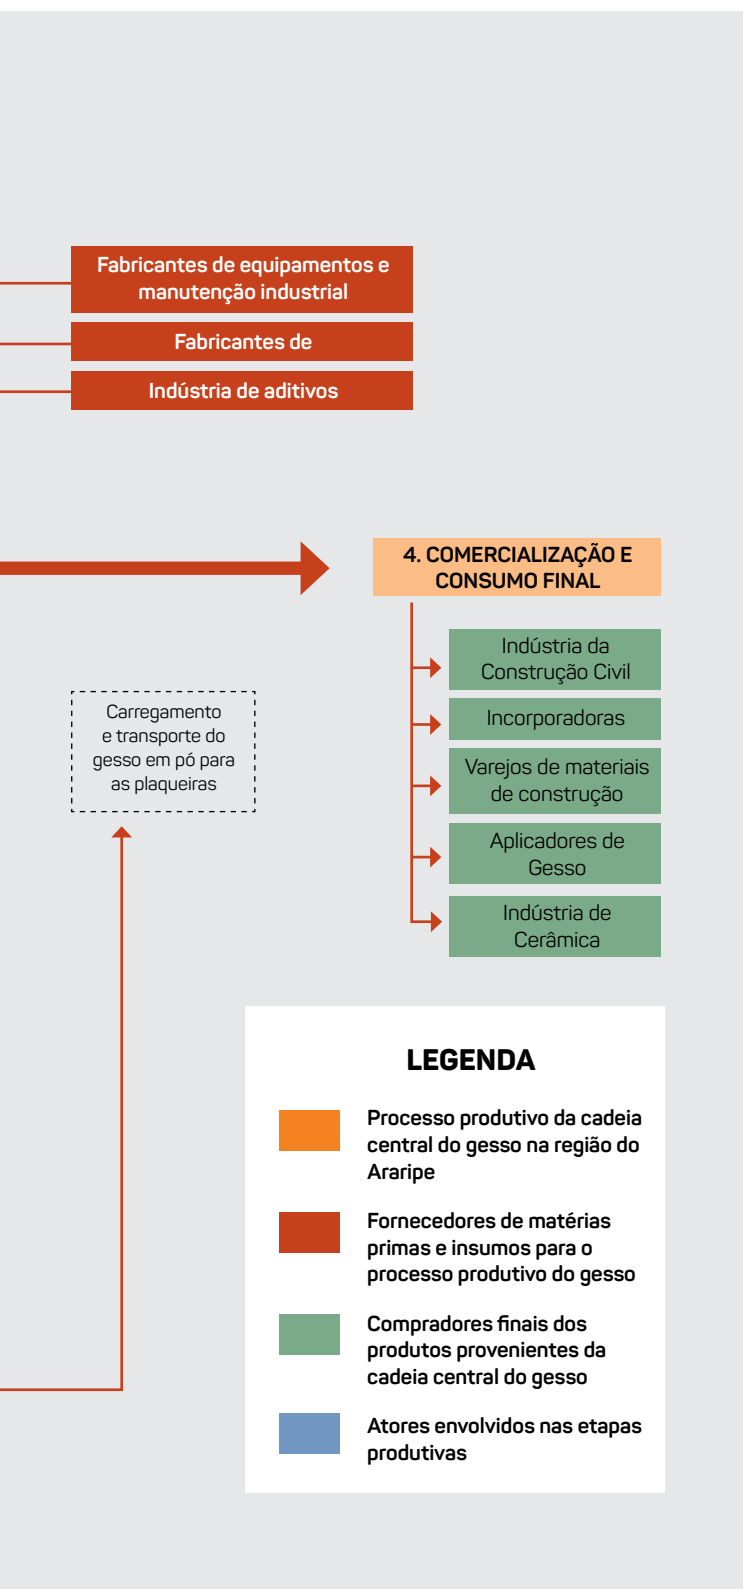 Fabricantes de equipamentos e
manutenção industrial
Fabricantes de
Indústria de aditivos
4. COMERCIALIZAÇÃO E
CONSUMO FINAL
Indústria da
Construção Civil
Incorporadoras
Varejos de materiais
de construção
Aplicadores de
Gesso
Indústria de
Cerâmica
Carregamento
e transporte do
gesso em pó para
as plaqueiras
LEGENDA
Processo produtivo da cadeia
central do gesso na região do
Araripe
Fornecedores de matérias
primas e insumos para o
processo produtivo do gesso
Compradores finais dos
produtos provenientes da
cadeia central do gesso
Atores envolvidos nas etapas
produtivas